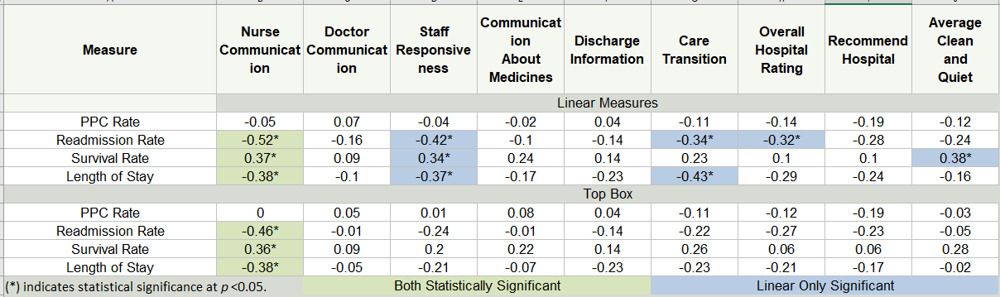 Measure Nurse Communicat ion Doctor Communicat ion Staff Responsive ness Communicat ion About Medicines Discharge Information Care Transition Overall Hospital Rating Recommend Hospital Average Clean and Quiet
Linear Measures
PPC Rate -0.05 0.07 -0.04 -0.02 0.04 -0.11 -0.14 -0.19 -0.12
Readmission Rate -0.52* -0.16 -0.42* -0.1 -0.14 -0.34* -0.32* -0.28 -0.24
Survival Rate 0.37* 0.09 0.34* 0.24 0.14 0.23 0.1 0.1 0.38*
Length of Stay -0.38* -0.1 -0.37* -0.17 -0.23 -0.43* -0.29 -0.24 -0.16
Top Box
PPC Rate 0 0.05 0.01 0.08 0.04 -0.11 -0.12 -0.19 -0.03
Readmission Rate -0.46* -0.01 -0.24 -0.01 -0.14 -0.22 -0.27 -0.23 -0.05
Survival Rate 0.36* 0.09 0.2 0.22 0.14 0.26 0.06 0.06 0.28
Length of Stay -0.38* -0.05 -0.21 -0.07 -0.23 -0.23 -0.21 -0.17 -0.02
(*) indicates statistical significance at p <0.05. Both Statistically Significant Linear Only Significant